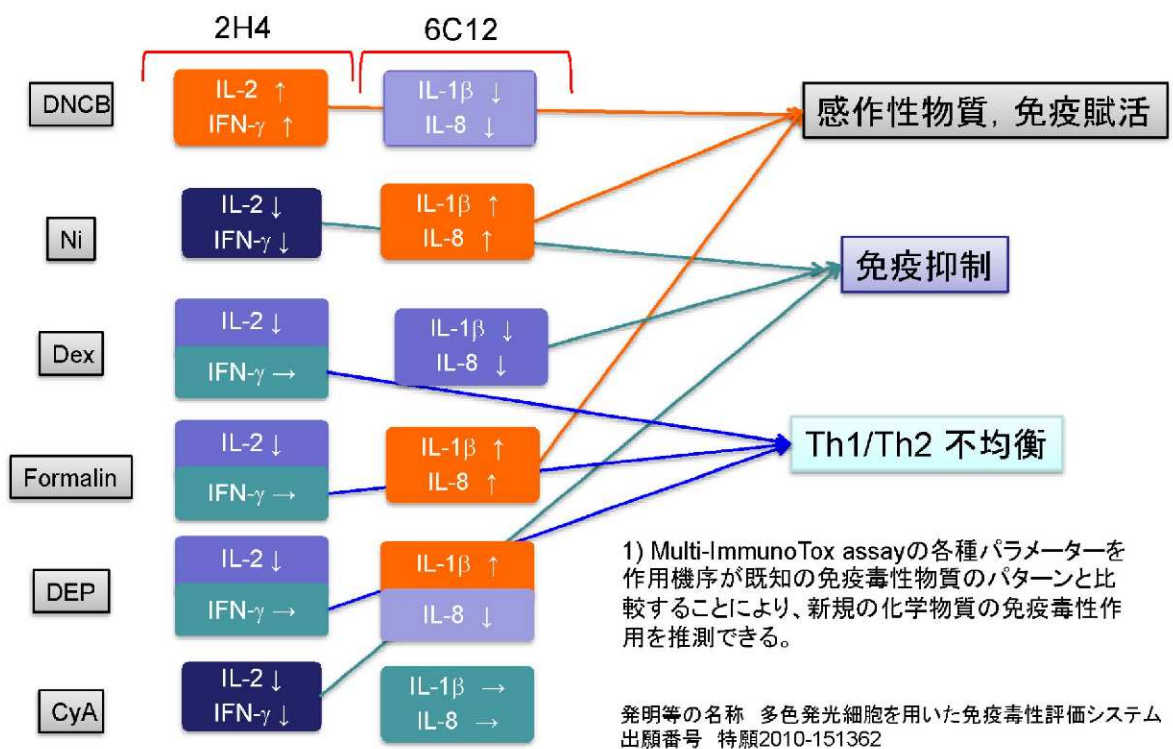 2H4
6C12
DNCB
IL-2 ↑
IFN-γ ↑
IL-1β ↓
IL-8 ↓
感作性物質, 免疫賦活
Ni
IL-2 ↓
IFN-γ ↓
IL-1β ↑
IL-8 ↑
免疫抑制
Dex
IL-2 ↓
IFN-γ →
IL-1β ↓
IL-8 ↓
Formalin
IL-2 ↓
IFN-γ →
IL-1β ↑
IL-8 ↑
Th1/Th2 不均衡
DEP
IL-2 ↓
IFN-γ →
IL-1β ↑
IL-8 ↓
CyA
IL-2 ↓
IFN-γ ↓
IL-1β →
IL-8 →
1) Multi-ImmunoTox assayの各種パラメーターを
作用機序が既知の免疫毒性物質のパターンと比
較することにより、新規の化学物質の免疫毒性作
用を推測できる。
発明等の名称 多色発光細胞を用いた免疫毒性評価システム
出願番号 特願2010-151362